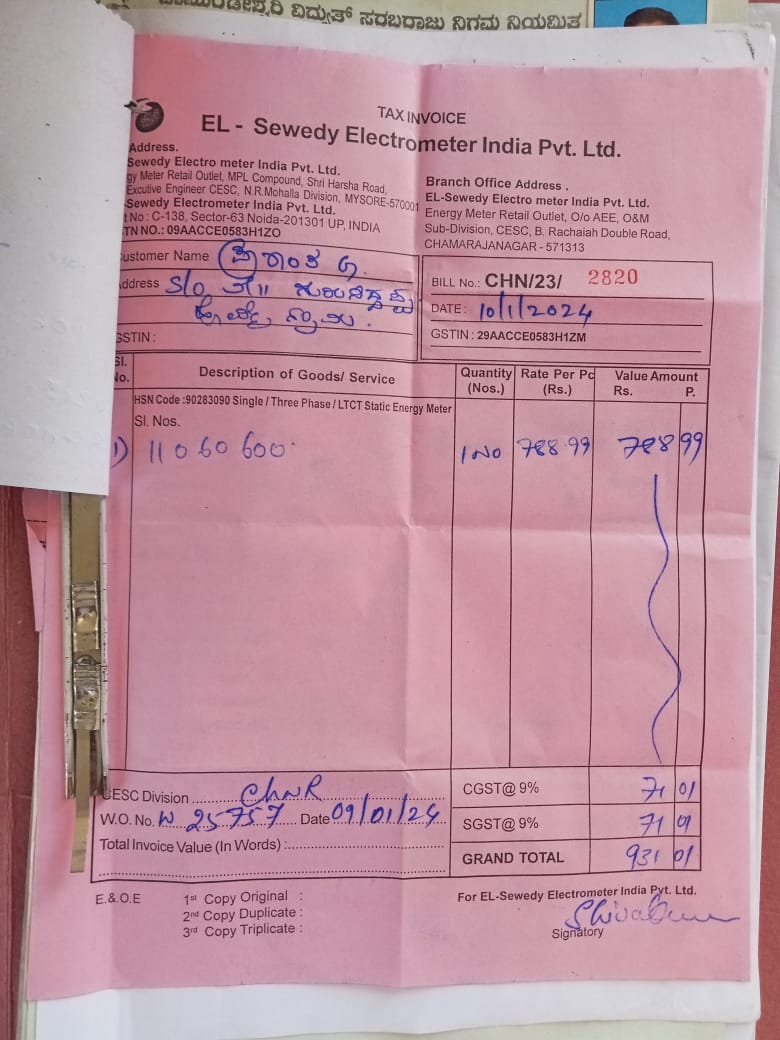 ವಿದ್ಯುತ್ ಸರಬರಾಜು ನಿಗಮ ನಿಯಮಿತ
TAX INVOICE
EL - Sewedy Electrometer India Pvt. Ltd.
Address.
Sewedy Electro meter India Pvt. Ltd.
gy Meter Retail Outlet, MPL Compound, Shri Harsha Road,
Excutive Engineer CESC, N.R.Mohalla Division, MYSORE-570001
Sewedy Electrometer Pvt. Ltd.
t No : C-138, Sector-63 Noida-201301 UP, INDIA
TN NO.: 09AACCE0583H1ZO
Branch Office Address .
EL-Sewedy Electro meter India Pvt. Ltd.
Energy Meter Retail Outlet, O/o AEE, O&M
Sub-Division, CESC, B. Rachaiah Double Road,
CHAMARAJANAGAR - 571313
ustomer Name
ddress S/o
GSTIN :
BILL No.: CHN/23/ 2820
DATE : 10/1/2024
GSTIN : 29AACCE0583H1ZM
Sl. No. Description of Goods/ Service Quantity (Nos.) Rate Per Pc (Rs.) Value Amount Rs. P.
HSN Code :90283090 Single / Three Phase / LTCT Static Energy Meter
Sl. Nos.
1) 11060600 1 No 788.99 788 99
CESC Division CHNR
W.O. No. W 25757 Date 09/01/24
Total Invoice Value (In Words) :
CGST@ 9% 71 01
SGST@ 9% 71 01
GRAND TOTAL 931 01
E.& O.E
1st Copy Original :
2nd Copy Duplicate :
3rd Copy Triplicate :
For EL-Sewedy Electrometer India Pvt. Ltd.
Signatory